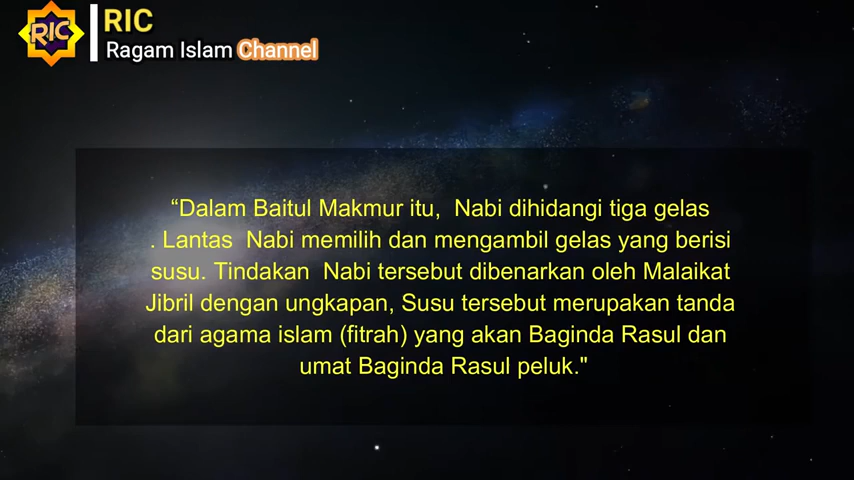 RIC
RIC
Ragam Islam Channel
“Dalam Baitul Makmur itu,  Nabi dihidangi tiga gelas
. Lantas  Nabi memilih dan mengambil gelas yang berisi
susu. Tindakan  Nabi tersebut dibenarkan oleh Malaikat
Jibril dengan ungkapan, Susu tersebut merupakan tanda
dari agama islam (fitrah) yang akan Baginda Rasul dan
umat Baginda Rasul peluk."